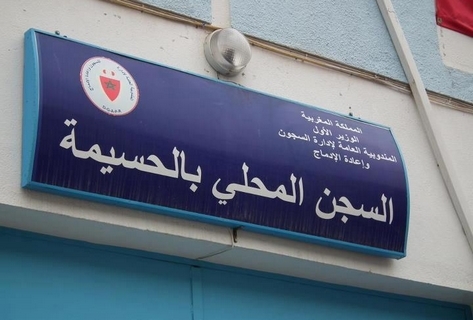 المملكة المغربية
الوزير الأول
المندوبية العامة لإدارة السجون
وإعادة الإدماج
السجن المحلي بالحسيمة